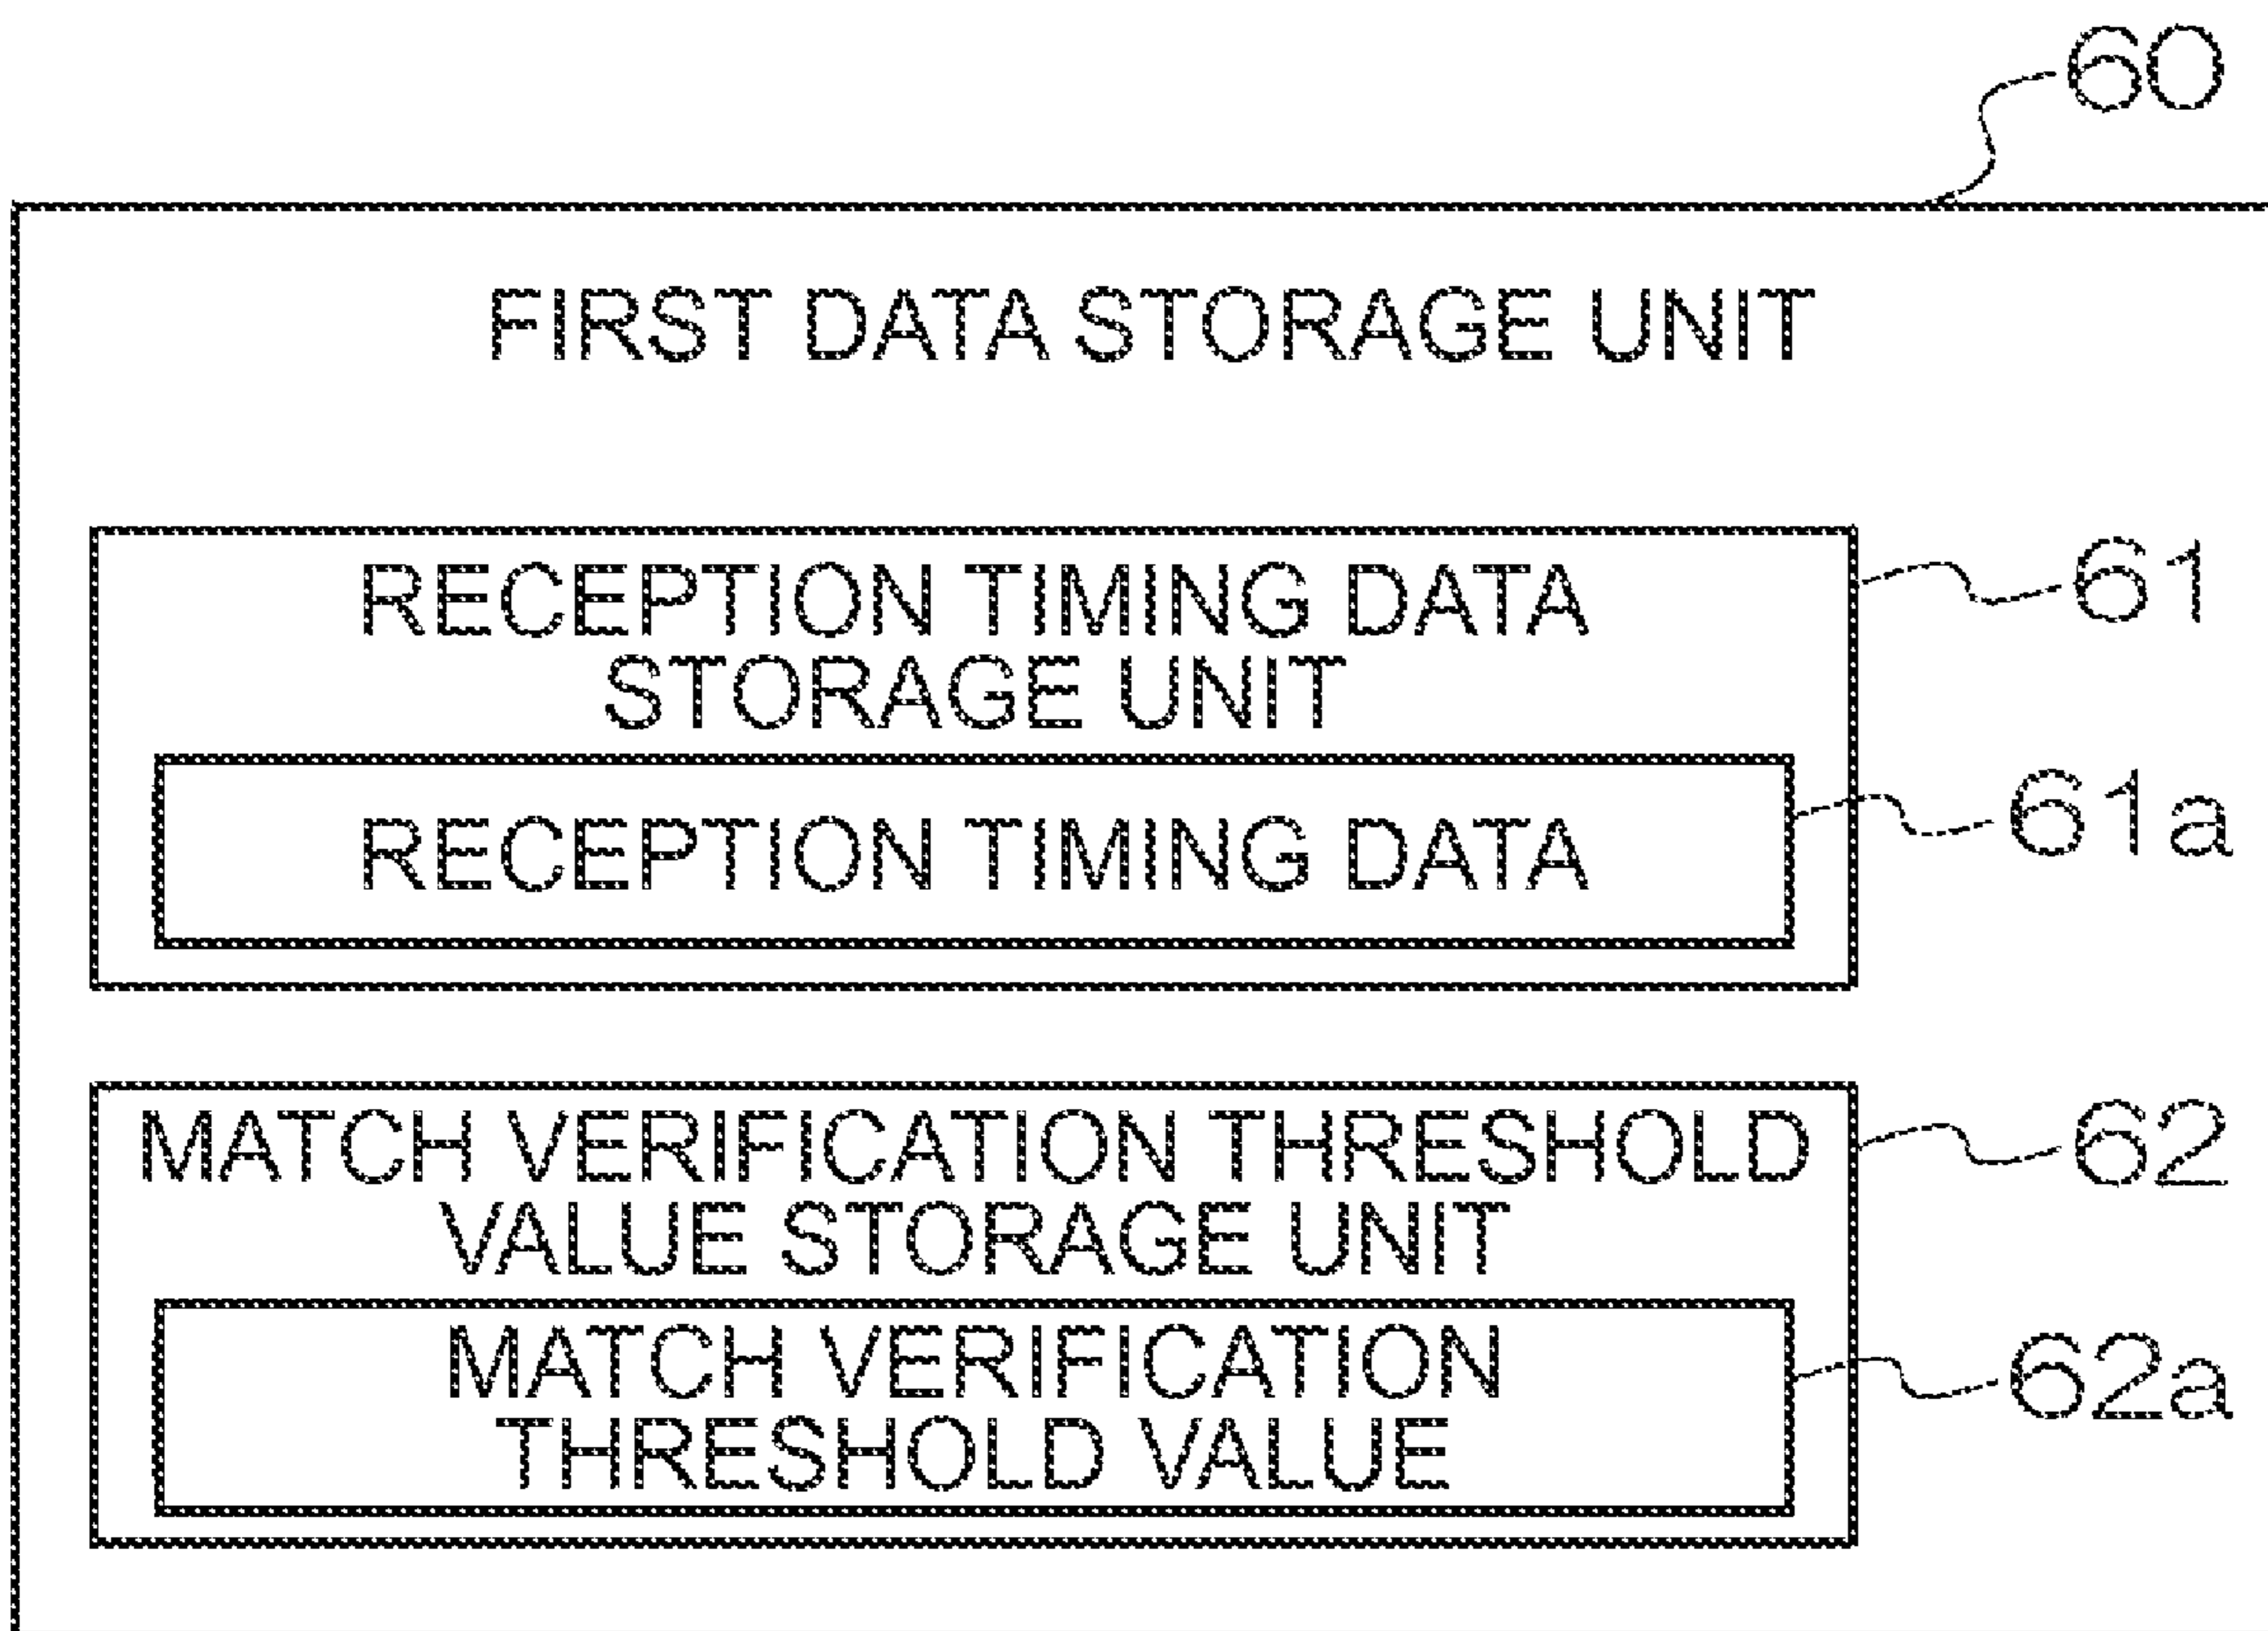 60
FIRST DATA STORAGE UNIT
RECEPTION TIMING DATA
STORAGE UNIT
61
RECEPTION TIMING DATA
61a
MATCH VERIFICATION THRESHOLD
VALUE STORAGE UNIT
62
MATCH VERIFICATION
THRESHOLD VALUE
62a